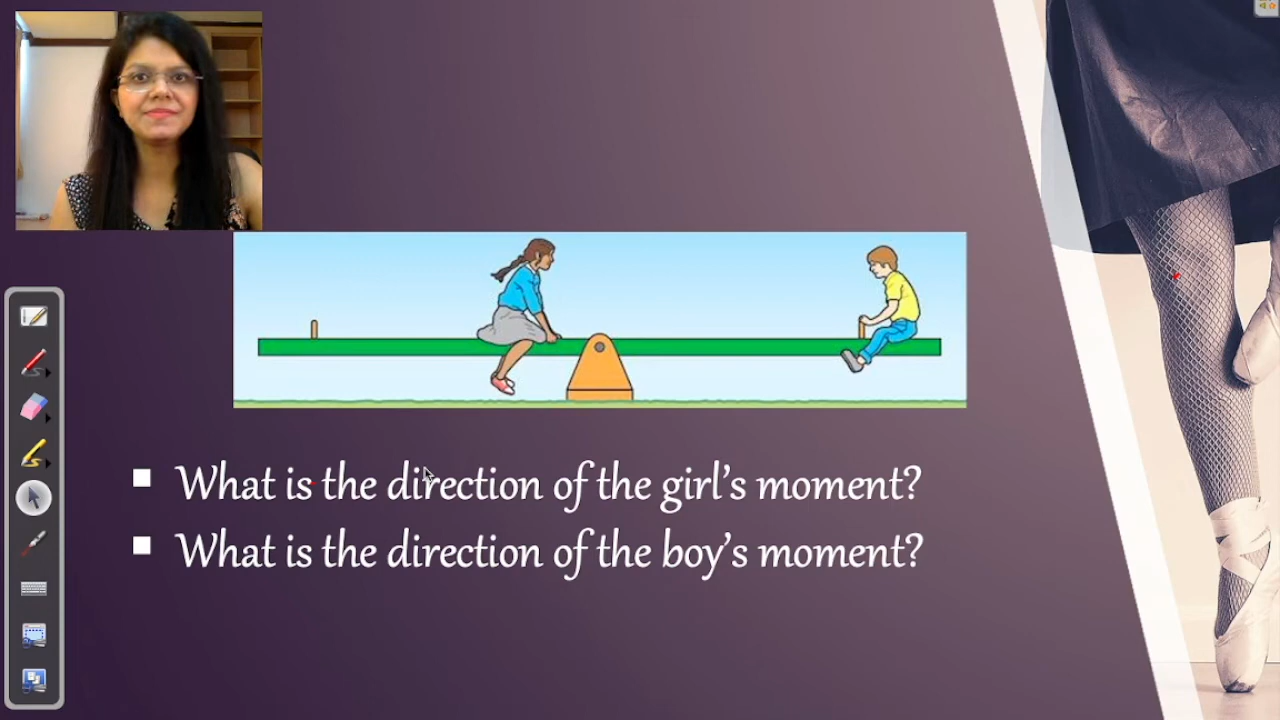 What is the direction of the girl's moment?
What is the direction of the boy's moment?